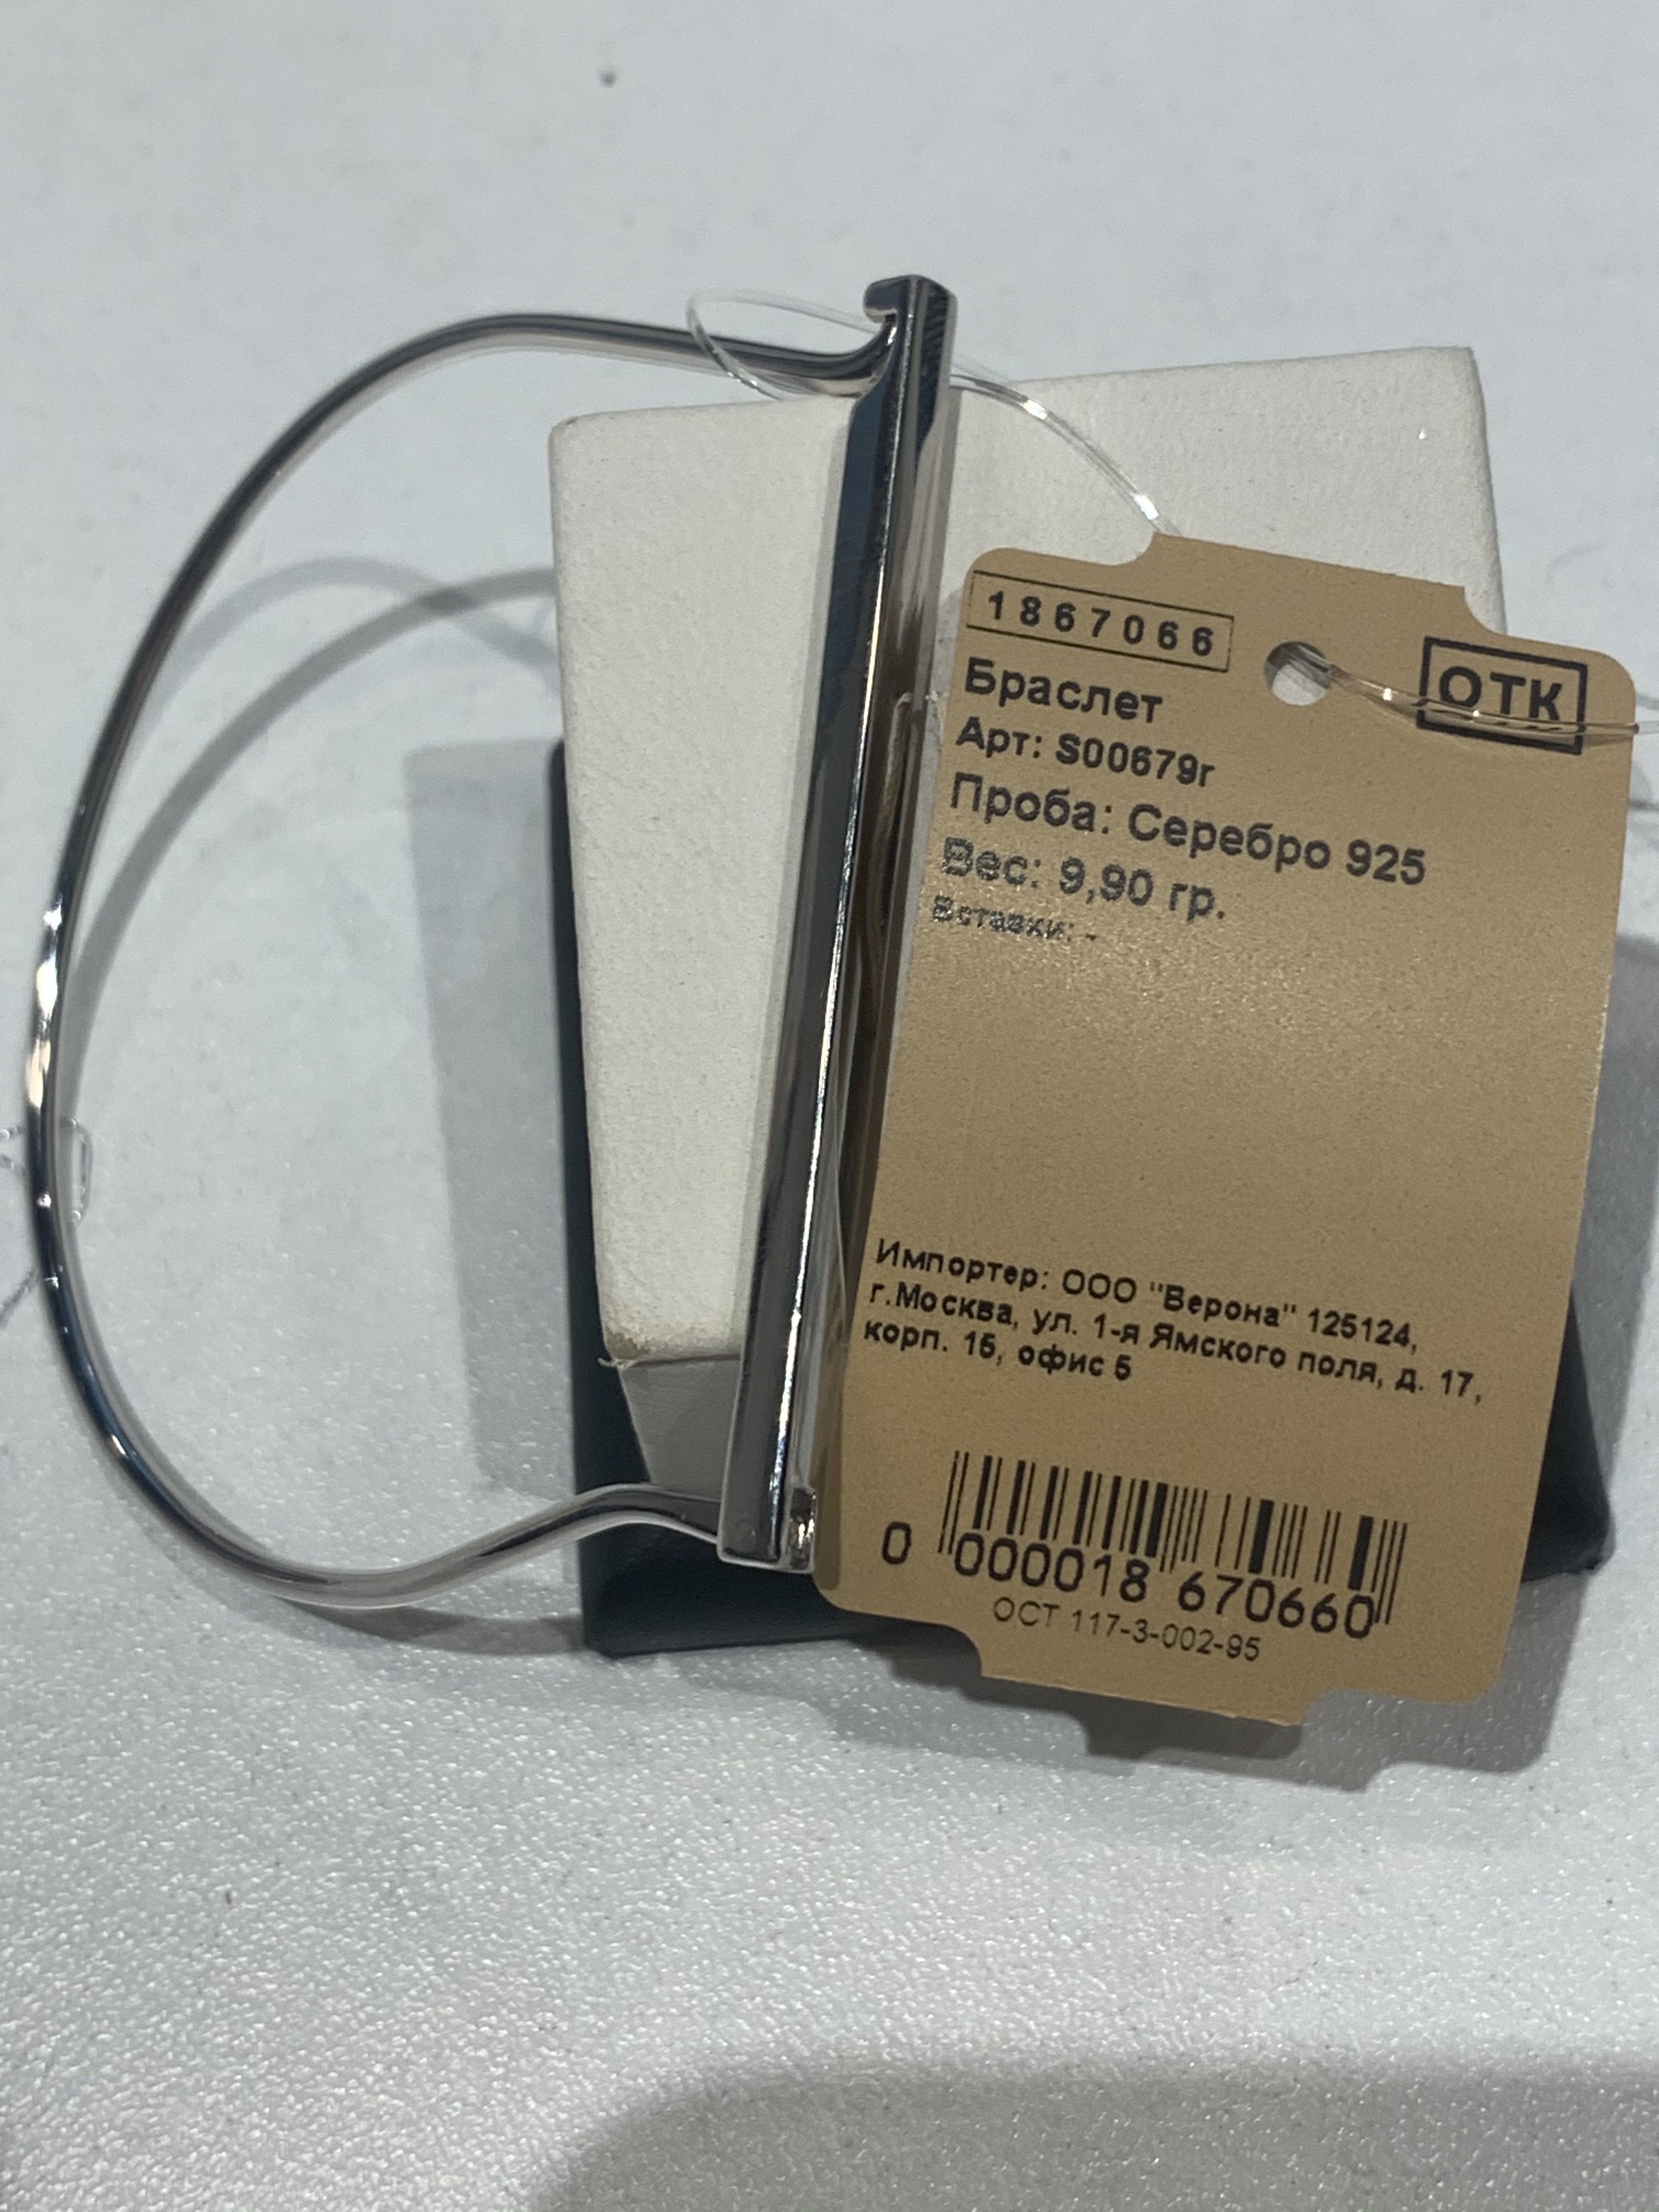 1867066
ОТК
Браслет
Арт: S00679r
Проба: Серебро 925
Вес: 9,90 гр.
Вставки: -
Импортер: ООО "Верона" 125124,
г.Москва, ул. 1-я Ямского поля, д. 17,
корп. 15, офис 5
0 000018 670660
ОСТ 117-3-002-95